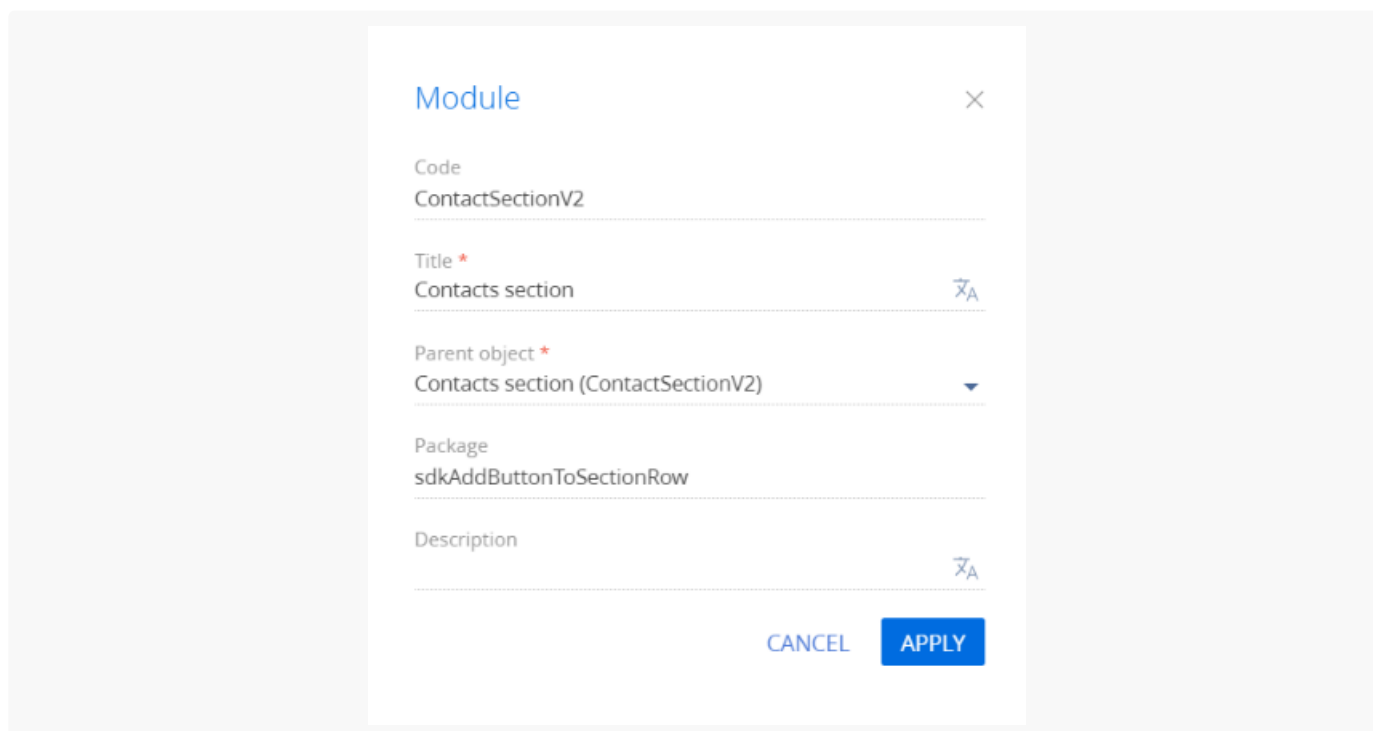 Module
Code
ContactSectionV2
Title *
Contacts section
Parent object *
Contacts section (ContactSectionV2)
Package
sdkAddButtonToSectionRow
Description
CANCEL APPLY